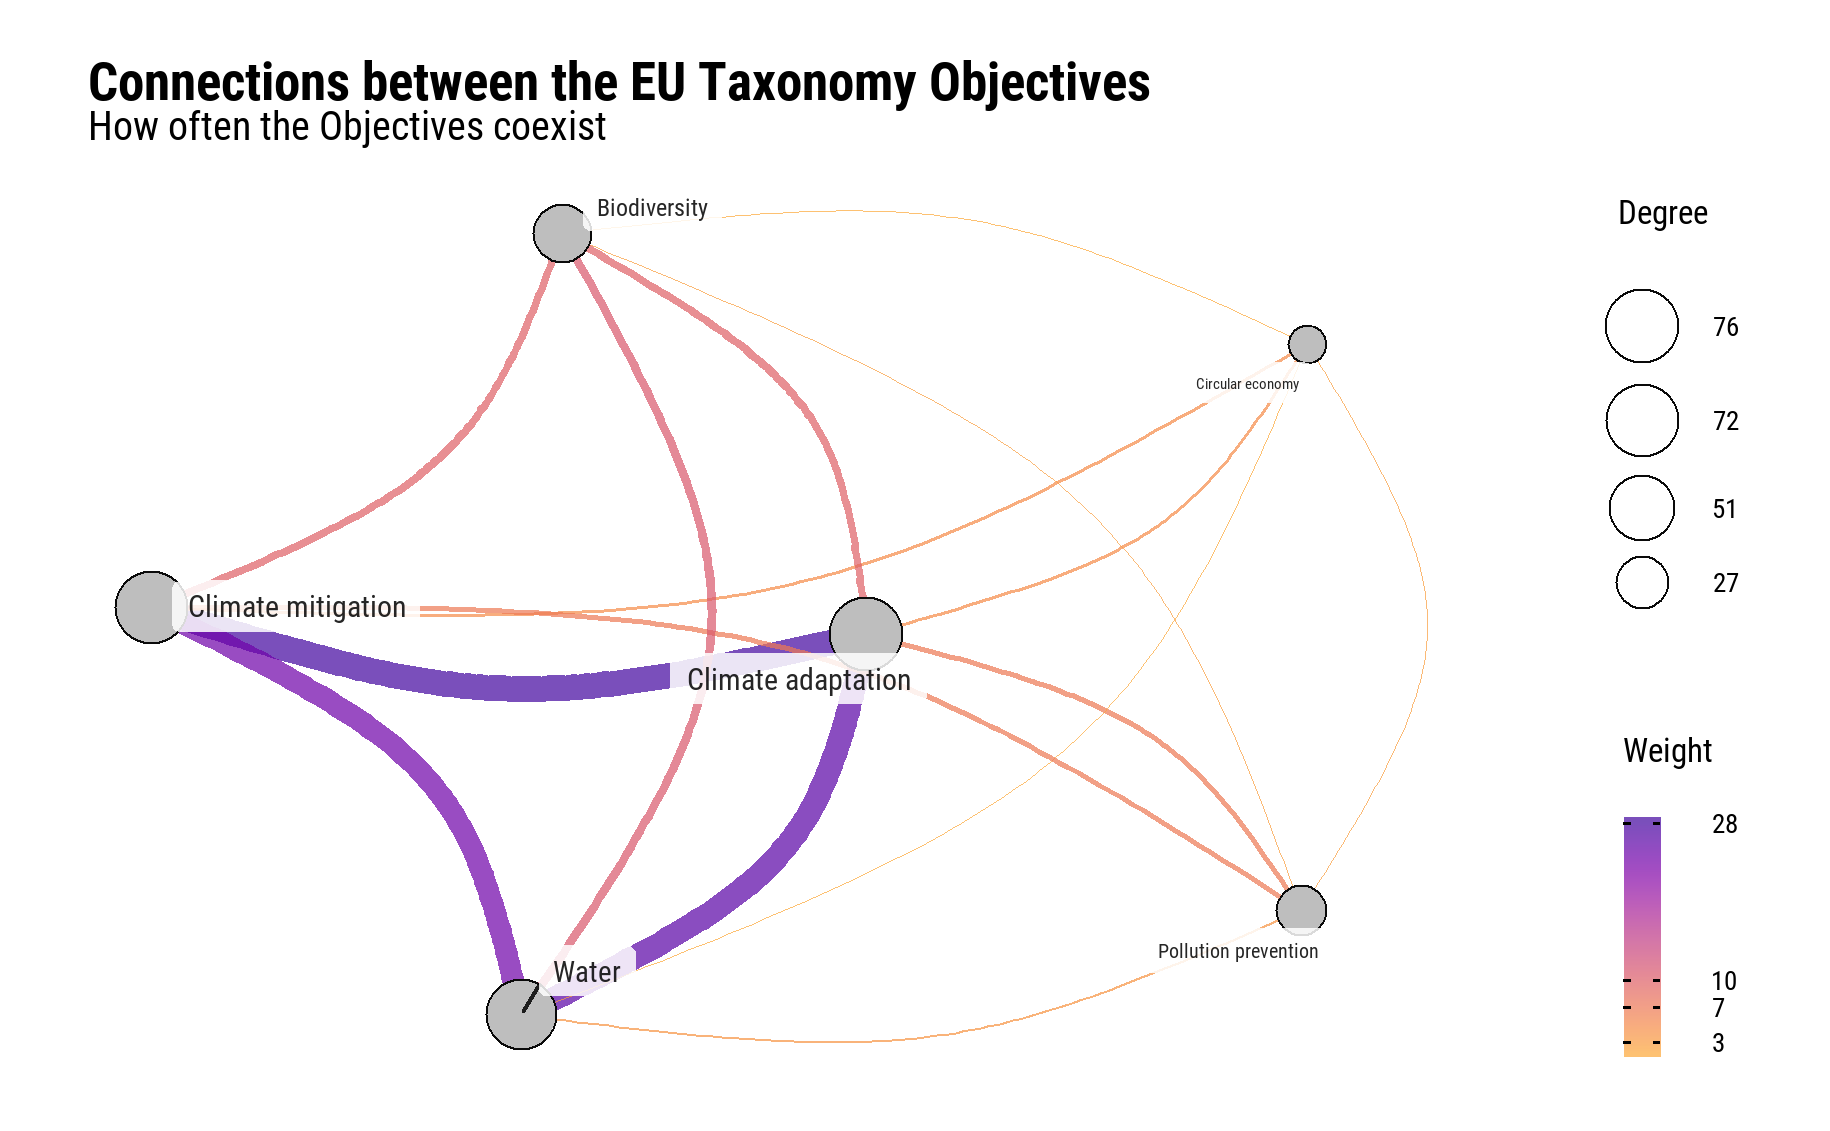 Connections between the EU Taxonomy Objectives
How often the Objectives coexist
Biodiversity
Circular economy
Climate mitigation
Climate adaptation
Pollution prevention
Water
Degree
76
72
51
27
Weight
28
10
7
3